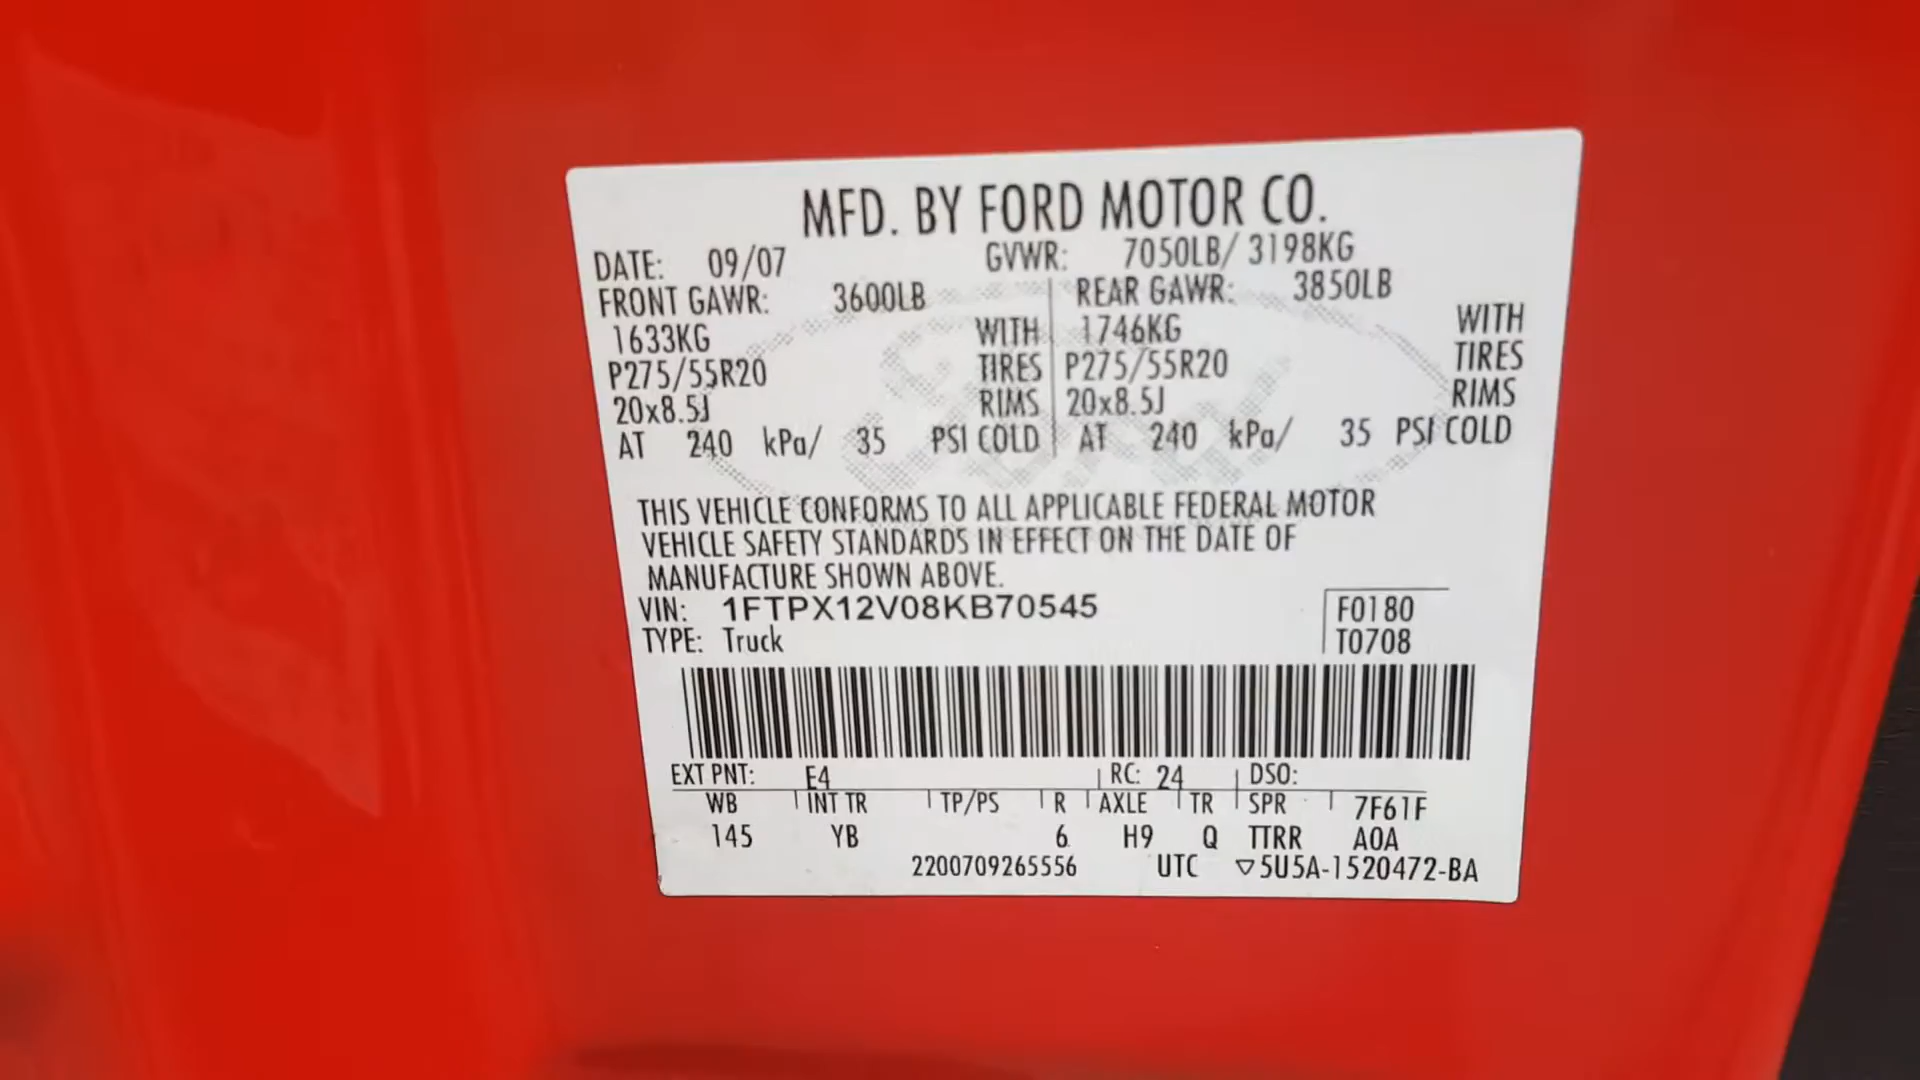 MFD. BY FORD MOTOR CO.
DATE: 09/07 GVWR: 7050LB/ 3198KG
FRONT GAWR: 3600LB REAR GAWR: 3850LB
1633KG WITH 1746KG WITH
P275/55R20 TIRES P275/55R20 TIRES
20x8.5J RIMS 20x8.5J RIMS
AT 240 kPa/ 35 PSI COLD AT 240 kPa/ 35 PSI COLD
THIS VEHICLE CONFORMS TO ALL APPLICABLE FEDERAL MOTOR
VEHICLE SAFETY STANDARDS IN EFFECT ON THE DATE OF
MANUFACTURE SHOWN ABOVE.
VIN: 1FTPX12V08KB70545 F0180
TYPE: Truck T0708
EXT PNT: E4 RC: 24 DSO:
WB INT TR TP/PS R AXLE TR SPR 7F61F
145 YB 6 H9 Q TTRR A0A
2200709265556 UTC ▽5U5A-1520472-BA